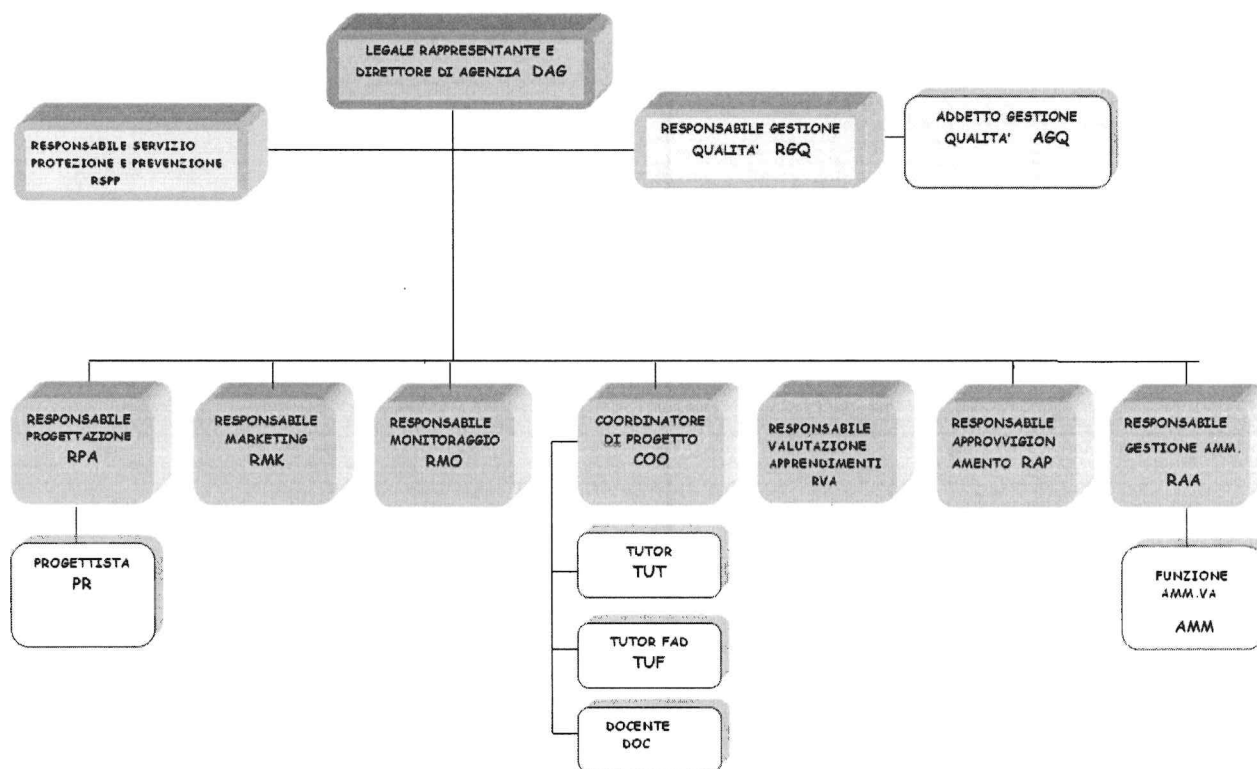 LEGALE RAPPRESENTANTE E
DIRETTORE DI AGENZIA DAG
RESPONSABILE SERVIZIO
PROTEZIONE E PREVENZIONE
RSPP
RESPONSABILE GESTIONE
QUALITA' RGQ
ADDETTO GESTIONE
QUALITA' AGQ
RESPONSABILE
PROGETTAZIONE
RPA
RESPONSABILE
MARKETING
RMK
RESPONSABILE
MONITORAGGIO
RMO
COORDINATORE
DI PROGETTO
COO
RESPONSABILE
VALUTAZIONE
APPRENDIMENTI
RVA
RESPONSABILE
APPROVVIGION
AMENTO RAP
RESPONSABILE
GESTIONE AMM.
RAA
PROGETTISTA
PR
TUTOR
TUT
TUTOR FAD
TUF
DOCENTE
DOC
FUNZIONE
AMM.VA
AMM